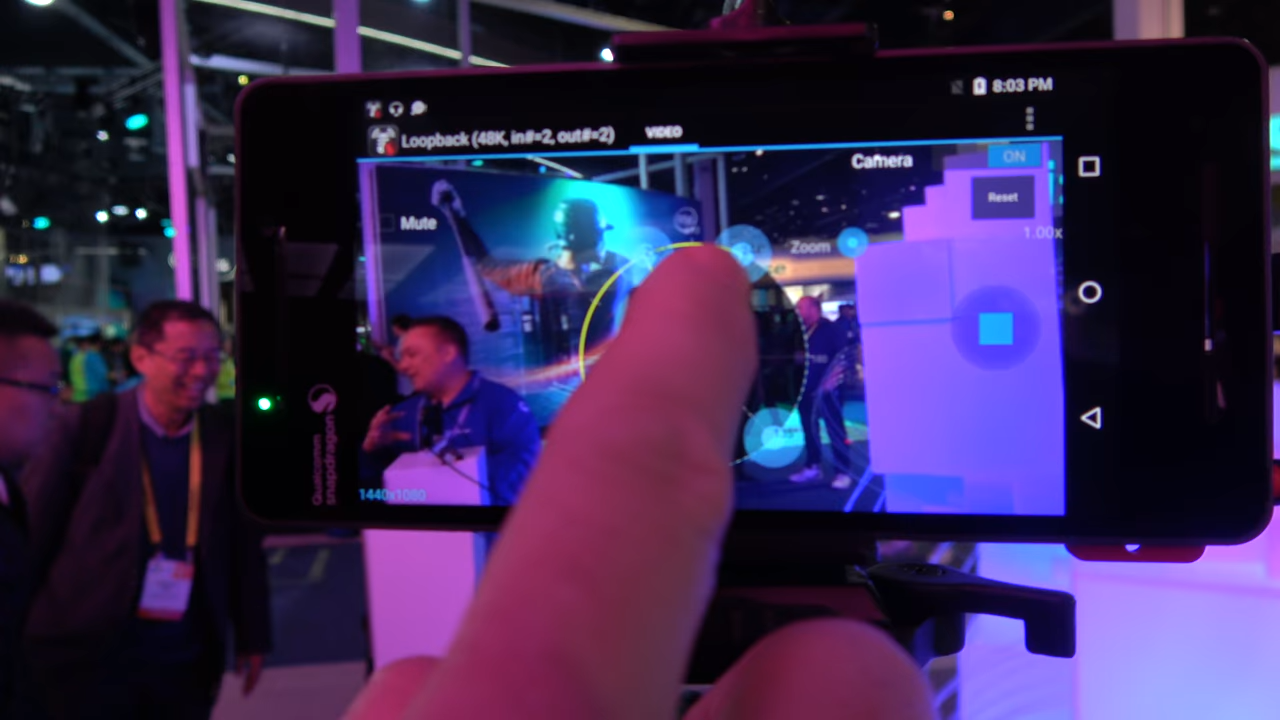 8:03 PM
Loopback (48K, in#=2, out#=2)
VIDEO
Camera
ON
Mute
Reset
Zoom
1.00x
1440x1080
Qualcomm
snapdragon